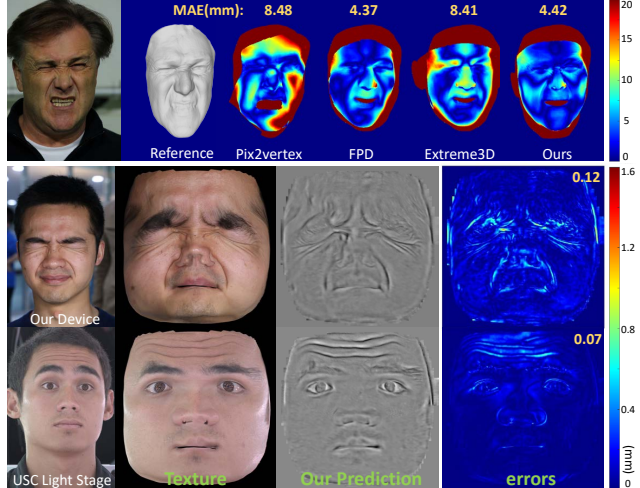 MAE(mm): 8.48 4.37 8.41 4.42
20
15
10
5
0
Reference Pix2vertex FPD Extreme3D Ours
0.12
1.6
1.2
0.8
0.4
0
(mm)
Our Device
0.07
USC Light Stage Texture Our Prediction errors